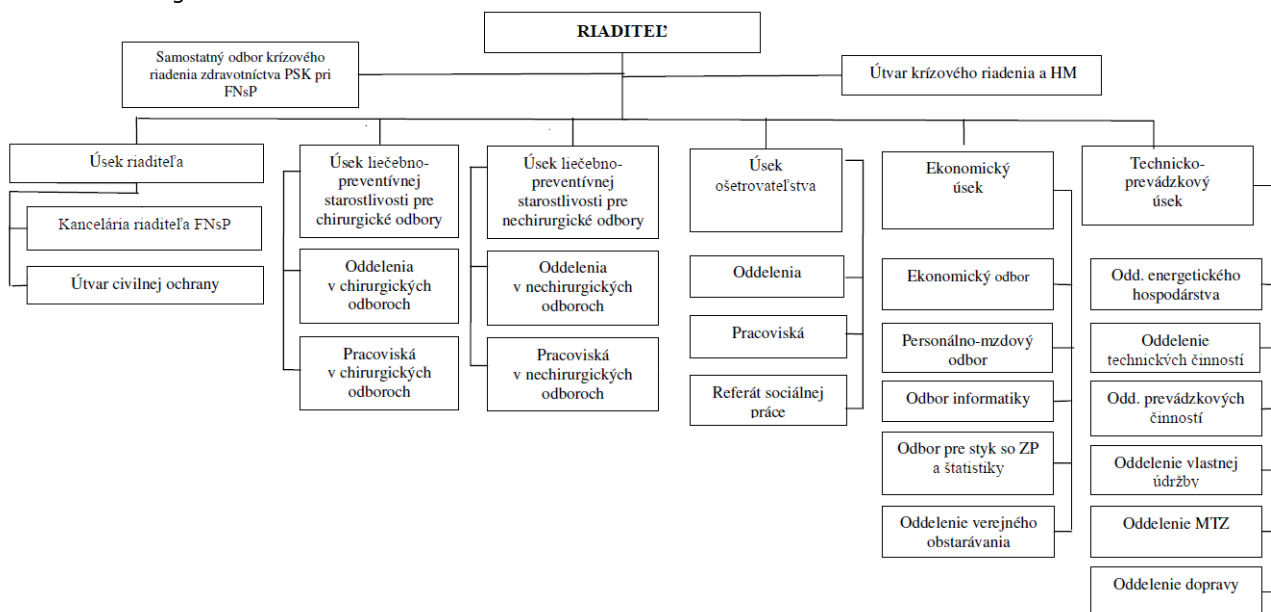 RIADITEĽ
Samostatný odbor krízového
riadenia zdravotníctva PSK pri
FNsP
Útvar krízového riadenia a HM
Úsek riaditeľa
Kancelária riaditeľa FNsP
Útvar civilnej ochrany
Úsek liečebno-
preventívnej
starostlivosti pre
chirurgické odbory
Oddelenia
v chirurgických
odboroch
Pracoviská
v chirurgických
odboroch
Úsek liečebno-
preventívnej
starostlivosti pre
nechirurgické odbory
Oddelenia
v nechirurgických
odboroch
Pracoviská
v nechirurgických
odboroch
Úsek
ošetrovateľstva
Oddelenia
Pracoviská
Referát sociálnej
práce
Ekonomický
úsek
Ekonomický odbor
Personálno-mzdový
odbor
Odbor informatiky
Odbor pre styk so ZP
a štatistiky
Oddelenie verejného
obstarávania
Technicko-
prevádzkový
úsek
Odd. energetického
hospodárstva
Oddelenie
technických činností
Odd. prevádzkových
činností
Oddelenie vlastnej
údržby
Oddelenie MTZ
Oddelenie dopravy